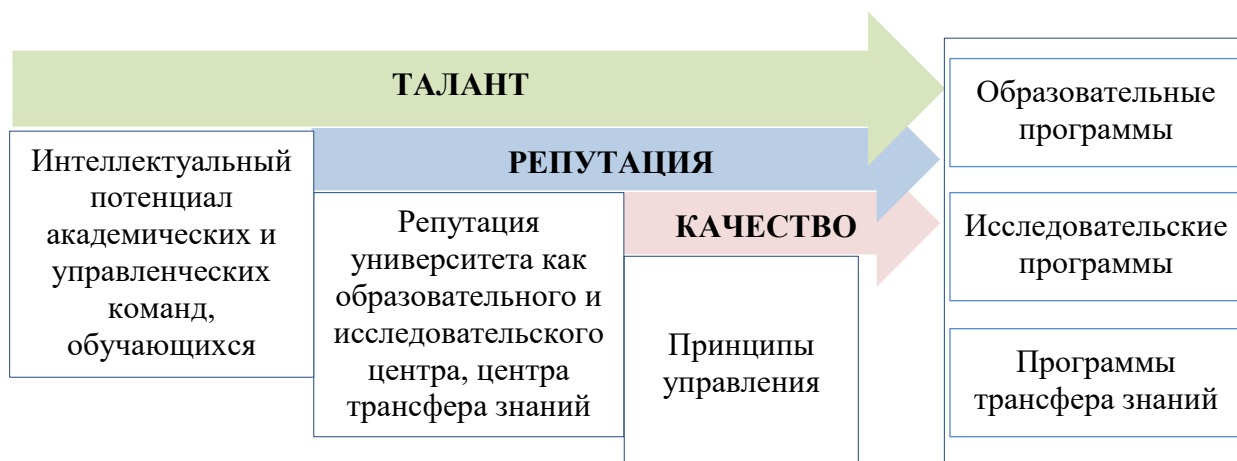 ТАЛАНТ
Интеллектуальный
потенциал
академических и
управленческих
команд,
обучающихся
РЕПУТАЦИЯ
Репутация
университета как
образовательного и
исследовательского
центра, центра
трансфера знаний
КАЧЕСТВО
Принципы
управления
Образовательные
программы
Исследовательские
программы
Программы
трансфера знаний